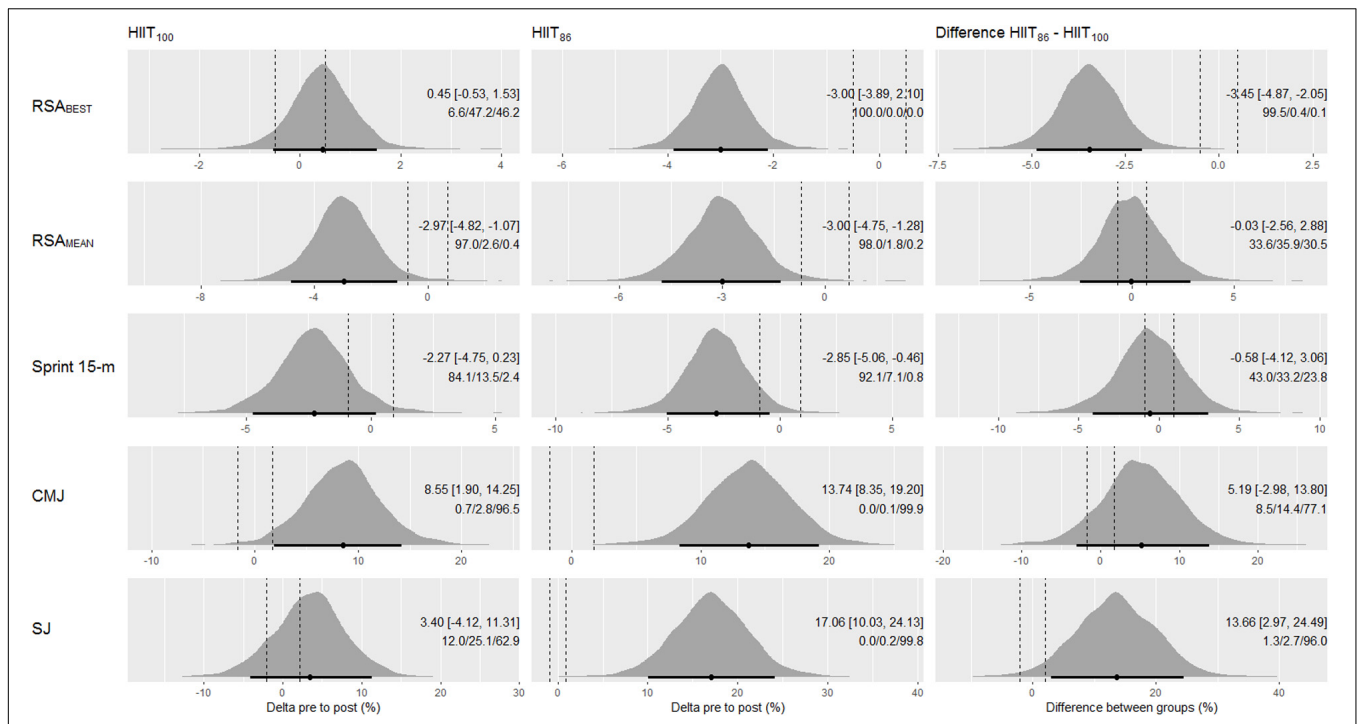 HIIT100 HIIT86 Difference HIIT86 - HIIT100
RSABEST
0.45 [-0.53, 1.53]
6.6/47.2/46.2
-3.00 [-3.89, 2.10]
100.0/0.0/0.0
-3.45 [-4.87, -2.05]
99.5/0.4/0.1
-2 0 2 4
-6 -4 -2 0
-7.5 -5.0 -2.5 0.0 2.5
RSAMEAN
-2.97 [-4.82, -1.07]
97.0/2.6/0.4
-3.00 [-4.75, -1.28]
98.0/1.8/0.2
-0.03 [-2.56, 2.88]
33.6/35.9/30.5
-8 -4 0
-6 -3 0
-5 0 5
Sprint 15-m
-2.27 [-4.75, 0.23]
84.1/13.5/2.4
-2.85 [-5.06, -0.46]
92.1/7.1/0.8
-0.58 [-4.12, 3.06]
43.0/33.2/23.8
-5 0 5
-10 -5 0 5
-10 -5 0 5 10
CMJ
8.55 [1.90, 14.25]
0.7/2.8/96.5
13.74 [8.35, 19.20]
0.0/0.1/99.9
5.19 [-2.98, 13.80]
8.5/14.4/77.1
-10 0 10 20
0 10 20
-20 -10 0 10 20
SJ
3.40 [-4.12, 11.31]
12.0/25.1/62.9
17.06 [10.03, 24.13]
0.0/0.2/99.8
13.66 [2.97, 24.49]
1.3/2.7/96.0
-10 0 10 20 30
0 10 20 30 40
0 20 40
Delta pre to post (%) Delta pre to post (%) Difference between groups (%)